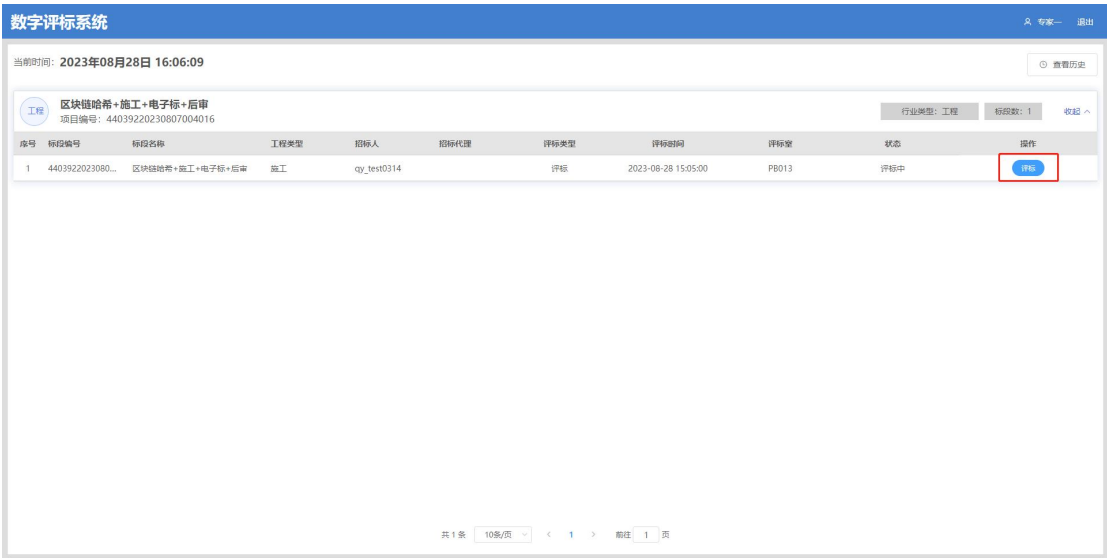 数字评标系统 专家一 退出
当前时间: 2023年08月28日 16:06:09 查看历史
工程 区块链哈希+施工+电子标+后审 行业类型: 工程 标段数: 1 收起
项目编号: 44039220230807004016
序号 标段编号 标段名称 工程类型 招标人 招标代理 评标类型 评标时间 评标室 状态 操作
1 4403922023080... 区块链哈希+施工+电子标+后审 施工 qy_test0314 评标 2023-08-28 15:05:00 PB013 评标中 评标
共 1 条 10条/页 < 1 > 前往 1 页